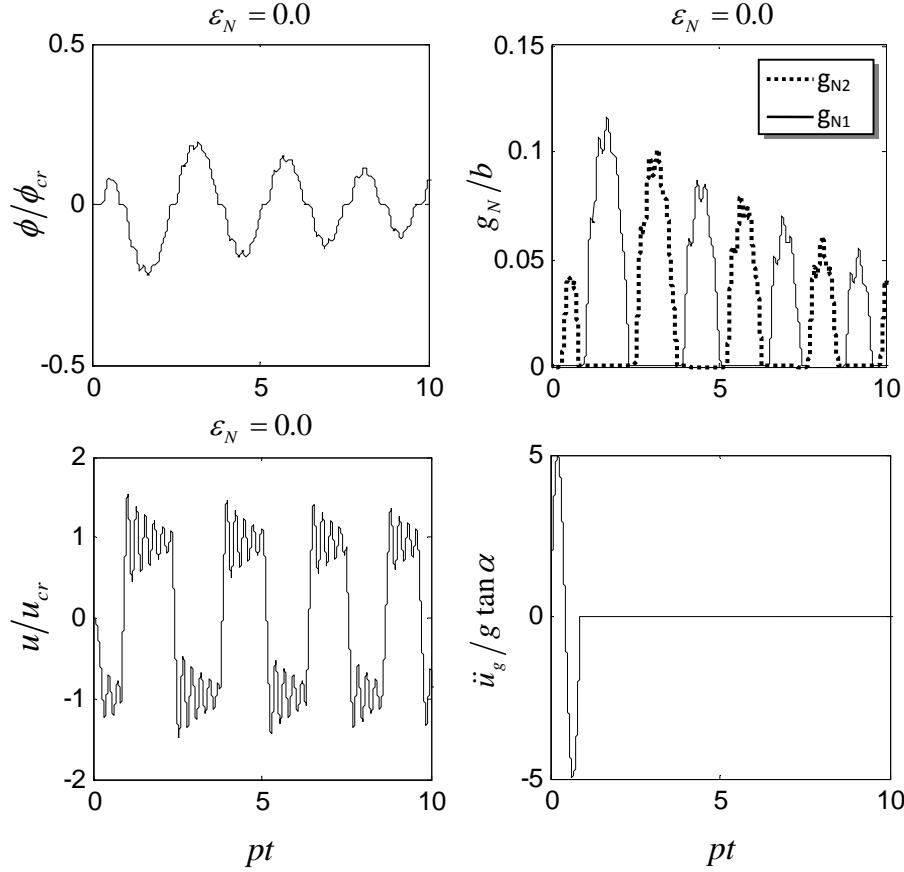 ε_N = 0.0
0.5
0
-0.5
ϕ/ϕ_cr
0 5 10
ε_N = 0.0
0.15
0.1
0.05
0
g_N/b
g_N2
g_N1
0 5 10
ε_N = 0.0
2
1
0
-1
-2
u/u_cr
0 5 10
pt
5
0
-5
ü_g/g tan α
0 5 10
pt